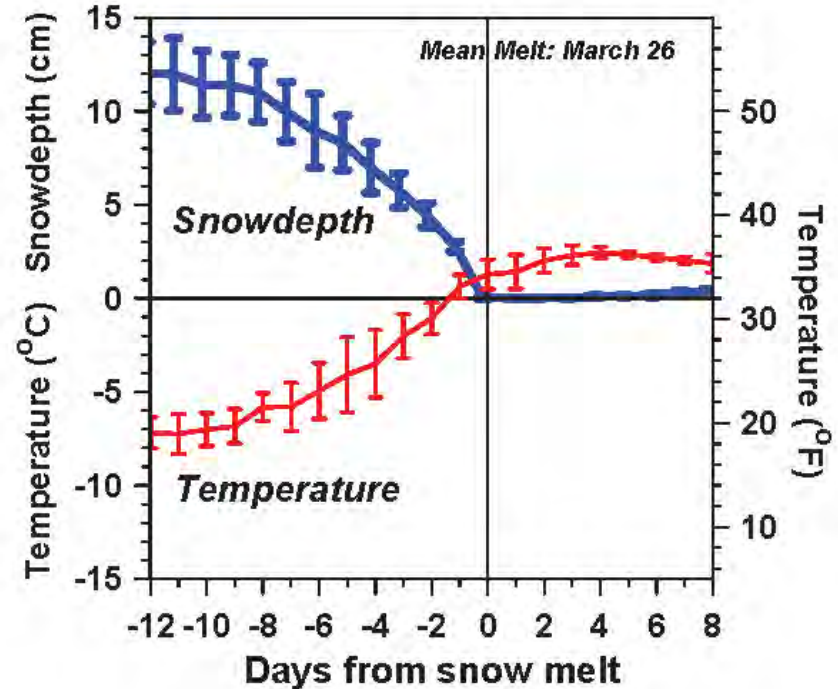 Mean Melt: March 26
Snowdepth
Temperature
Temperature (°C) Snowdepth (cm)
15
10
5
0
-5
-10
-15
50
40
30
20
10
Temperature (°F)
-12 -10 -8 -6 -4 -2 0 2 4 6 8
Days from snow melt